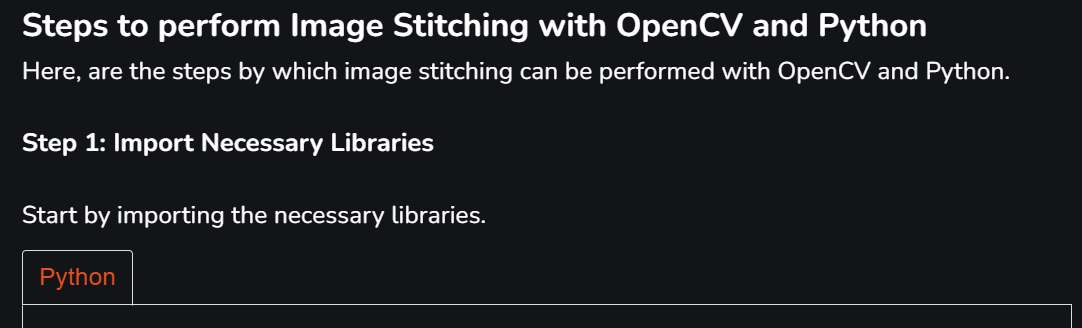 Steps to perform Image Stitching with OpenCV and Python
Here, are the steps by which image stitching can be performed with OpenCV and Python.
Step 1: Import Necessary Libraries
Start by importing the necessary libraries.
Python